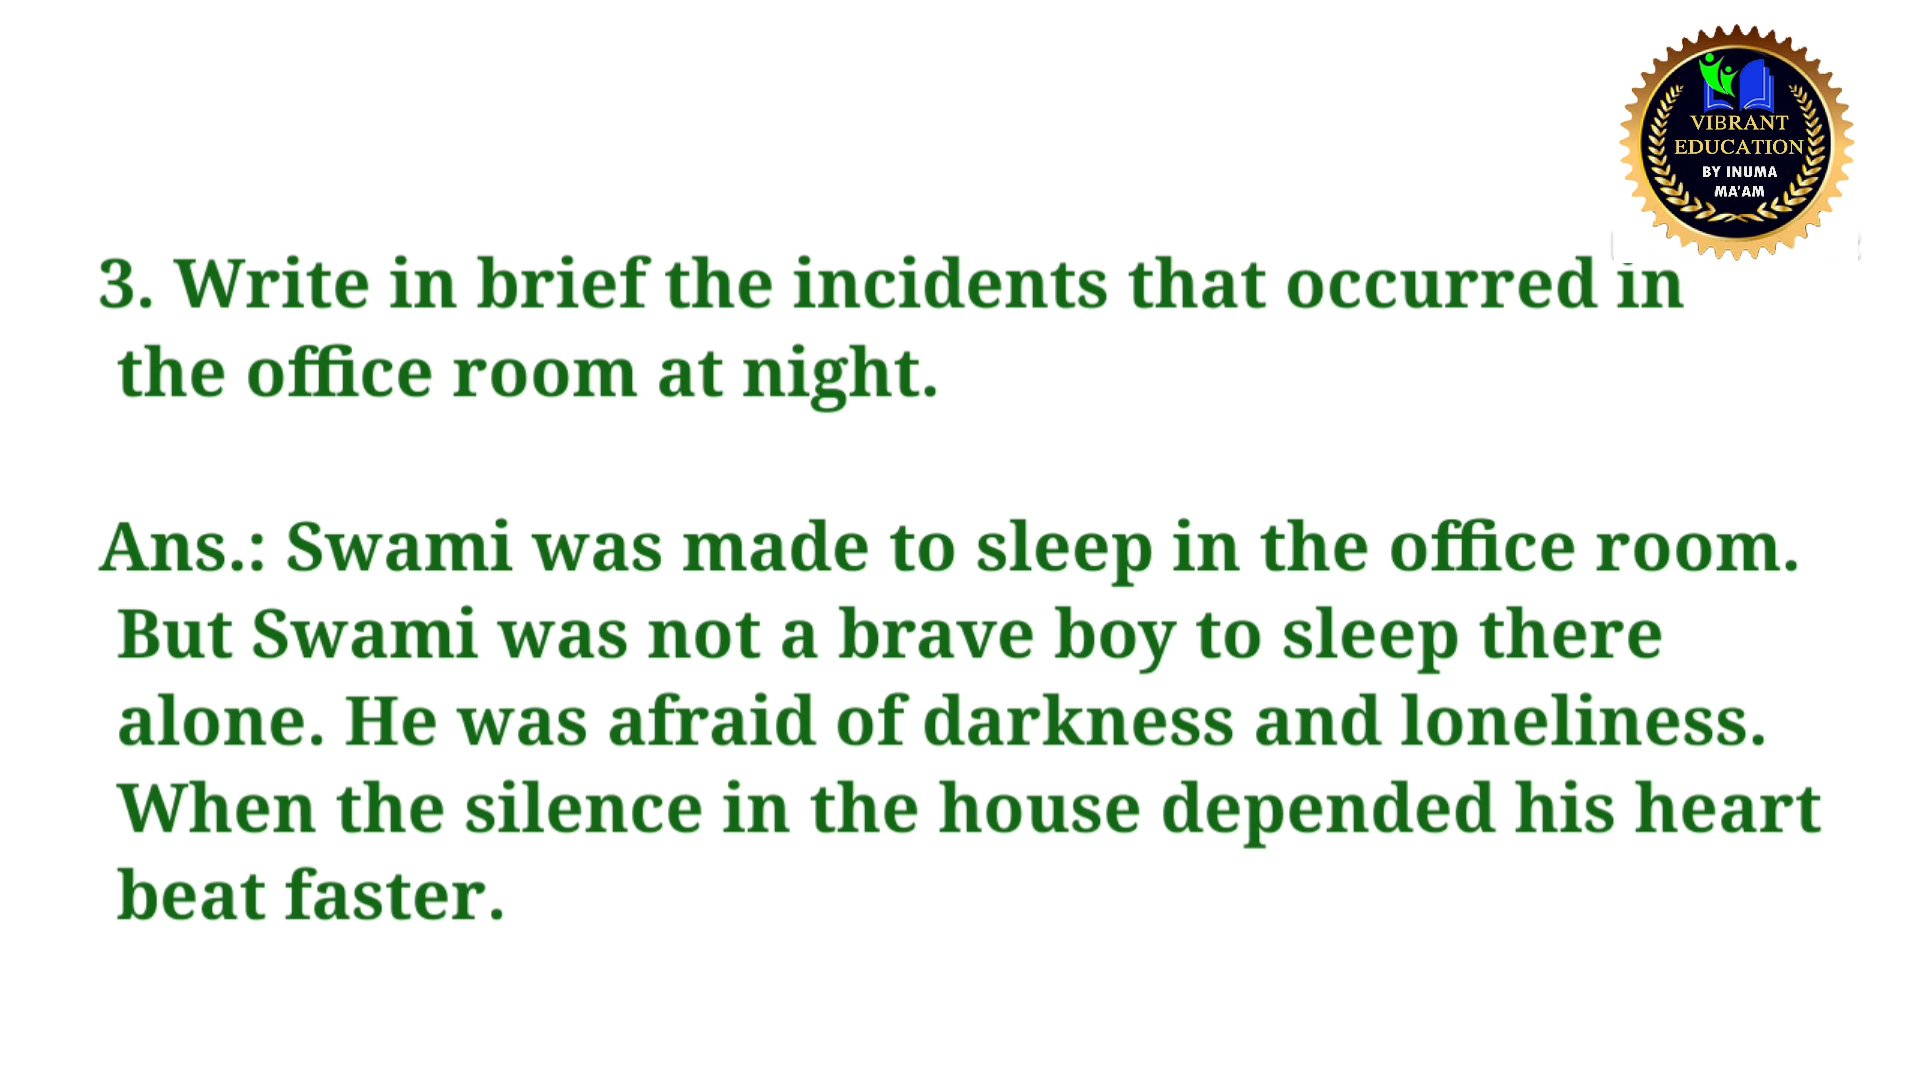 VIBRANT
EDUCATION
BY INUMA
MA'AM
3. Write in brief the incidents that occurred in
the office room at night.
Ans.: Swami was made to sleep in the office room.
But Swami was not a brave boy to sleep there
alone. He was afraid of darkness and loneliness.
When the silence in the house depended his heart
beat faster.